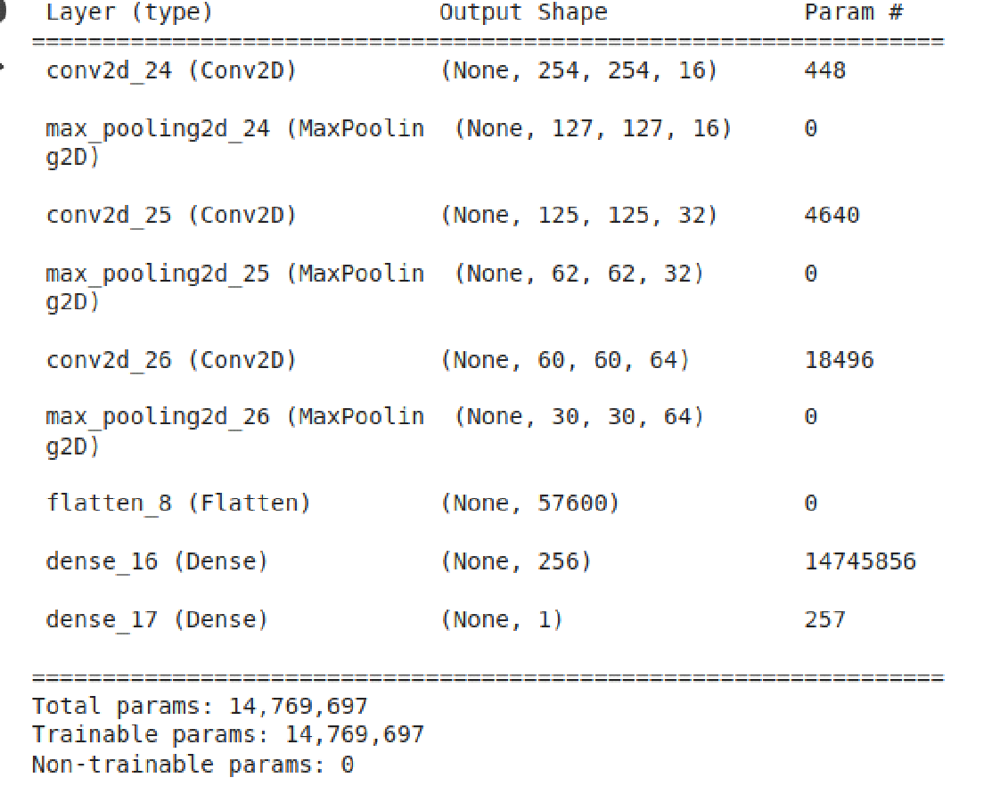 Layer (type) Output Shape Param #
=================================================================
conv2d_24 (Conv2D) (None, 254, 254, 16) 448
max_pooling2d_24 (MaxPoolin (None, 127, 127, 16) 0
g2D)
conv2d_25 (Conv2D) (None, 125, 125, 32) 4640
max_pooling2d_25 (MaxPoolin (None, 62, 62, 32) 0
g2D)
conv2d_26 (Conv2D) (None, 60, 60, 64) 18496
max_pooling2d_26 (MaxPoolin (None, 30, 30, 64) 0
g2D)
flatten_8 (Flatten) (None, 57600) 0
dense_16 (Dense) (None, 256) 14745856
dense_17 (Dense) (None, 1) 257
=================================================================
Total params: 14,769,697
Trainable params: 14,769,697
Non-trainable params: 0